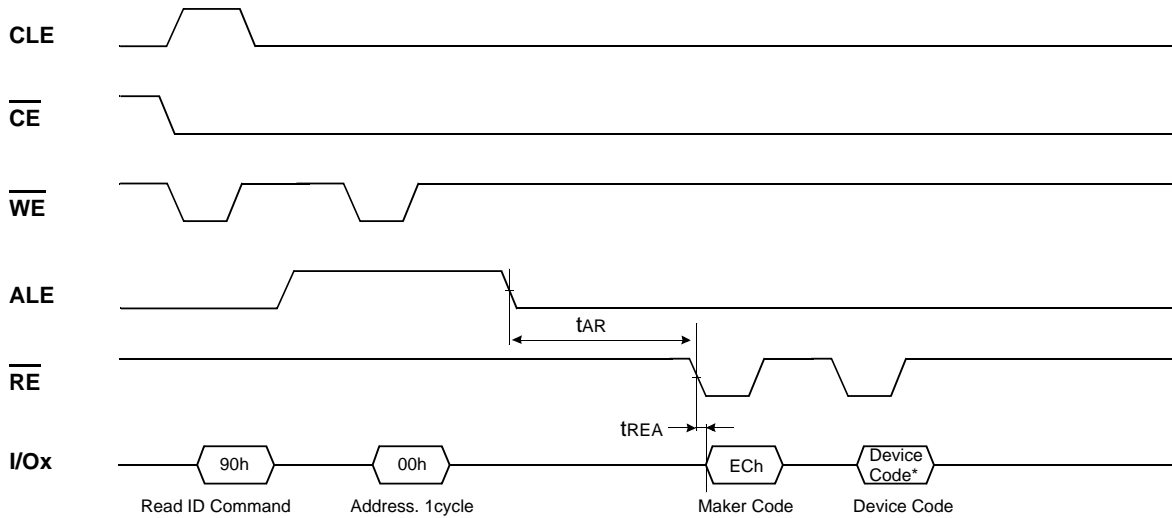 CLE
CE
WE
ALE
tAR
RE
tREA
I/Ox
90h
00h
ECh
Device
Code*
Read ID Command
Address. 1cycle
Maker Code
Device Code